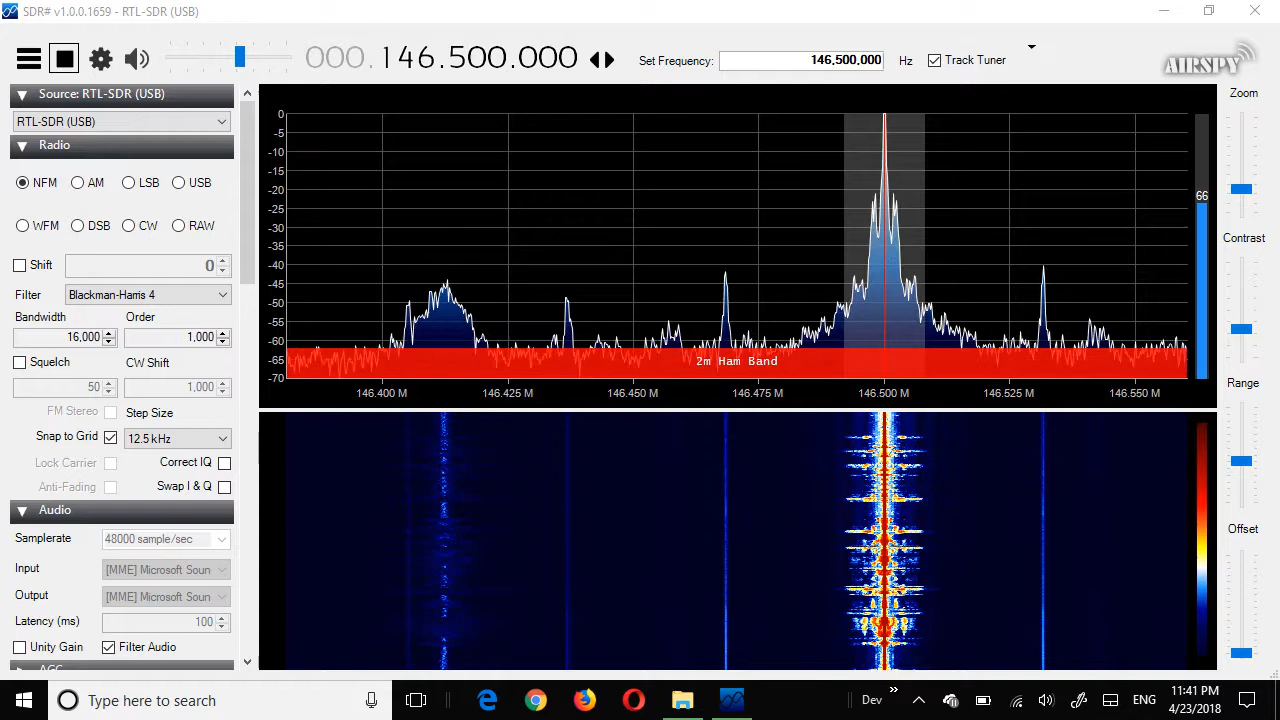 SDR# v1.0.0.1659 - RTL-SDR (USB)
000.146.500.000
Set Frequency: 146,500,000 Hz Track Tuner
AIRSPY
Source: RTL-SDR (USB)
RTL-SDR (USB)
Radio
NFM AM LSB USB
WFM DSB CW RAW
Shift 0
Filter Blackman-Harris 4
Bandwidth Order
16,000 1,000
Squelch CW Shift
50 1,000
FM Stereo Step Size
Snap to Grid 12.5 kHz
Lock Carrier Correct IQ
Anti-Fading Swap I & Q
Audio
Samplerate 48000 sample/sec
Input [MME] Microsoft Soun
Output [MME] Microsoft Soun
Latency (ms) 100
Unity Gain Filter Audio
AGC
0
-5
-10
-15
-20
-25
-30
-35
-40
-45
-50
-55
-60
-65
-70
2m Ham Band
146.400 M 146.425 M 146.450 M 146.475 M 146.500 M 146.525 M 146.550 M
66
Zoom
Contrast
Range
Offset
Type here to search
Dev
ENG
11:41 PM
4/23/2018